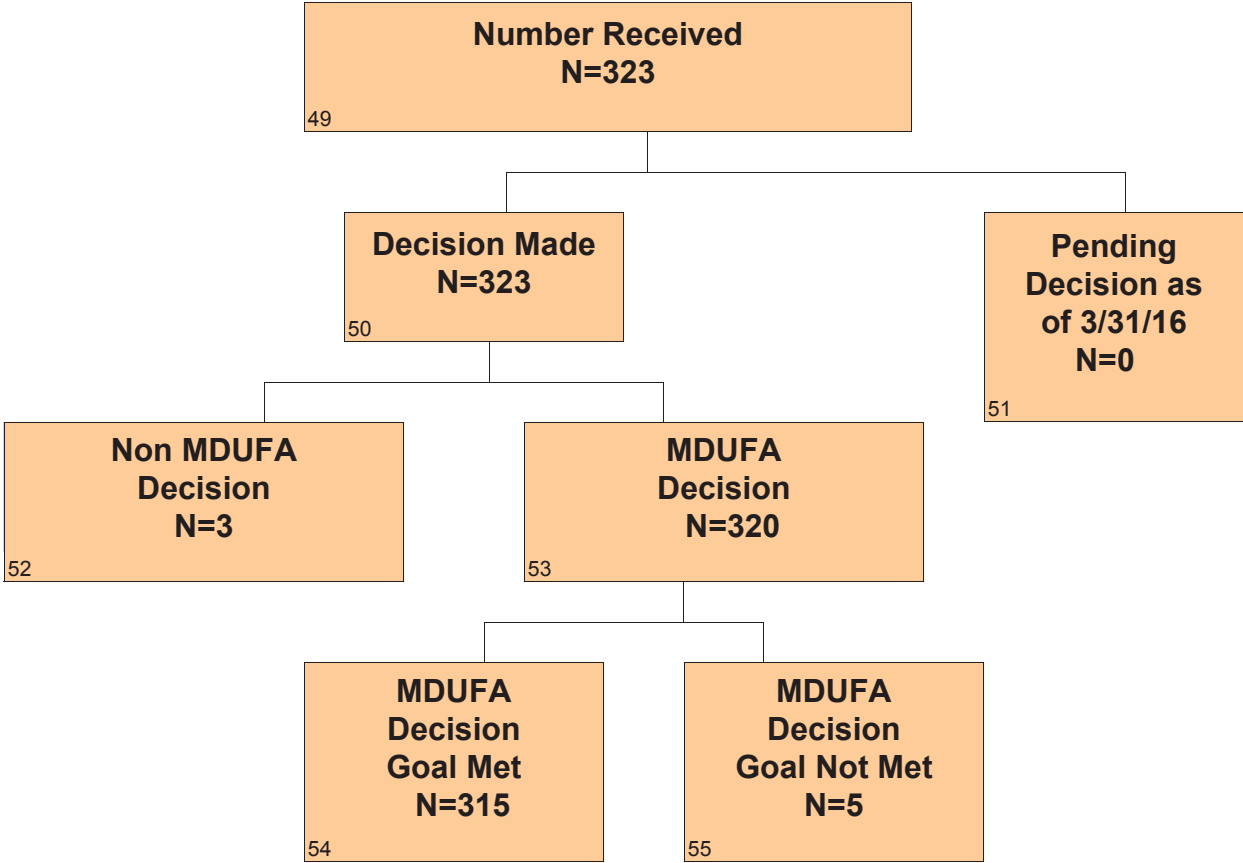 Number Received
N=323
49
Decision Made
N=323
50
Pending
Decision as
of 3/31/16
N=0
51
Non MDUFA
Decision
N=3
52
MDUFA
Decision
N=320
53
MDUFA
Decision
Goal Met
N=315
54
MDUFA
Decision
Goal Not Met
N=5
55